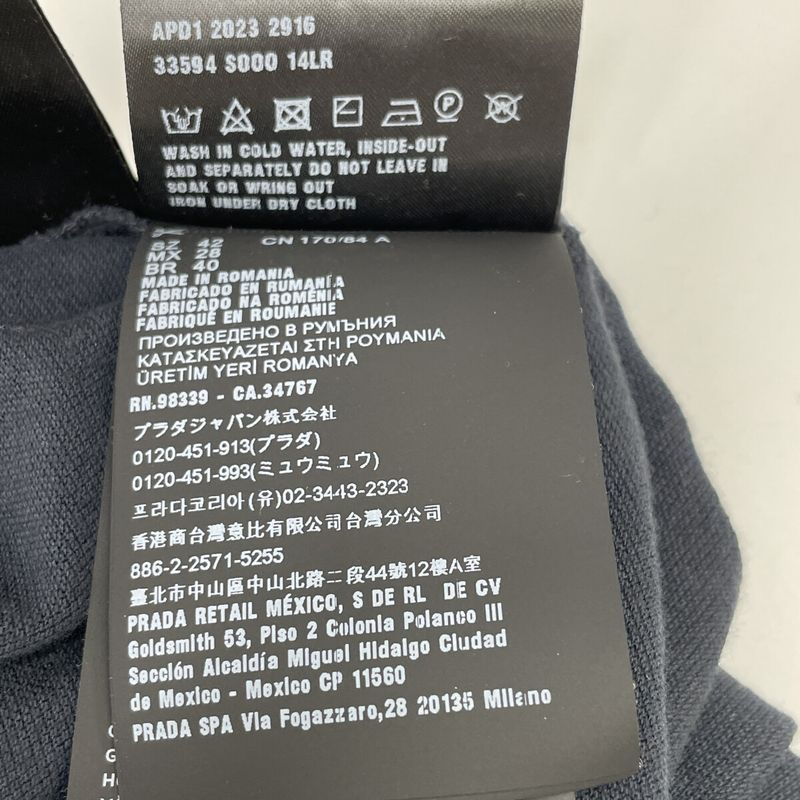 APD1 2023 2916
33594 S000 14LR
WASH IN COLD WATER, INSIDE-OUT
AND SEPARATELY DO NOT LEAVE IN
SOAK OR WRING OUT
IRON UNDER DRY CLOTH
BZ 42 CN 170/84 A
MX 28
BR 40
MADE IN ROMANIA
FABRICADO EN RUMANÍA
FABRICADO NA ROMÉNIA
FABRIQUÉ EN ROUMANIE
ПРОИЗВЕДЕНО В РУМЪНИЯ
ΚΑΤΑΣΚΕΥΑΖΕΤΑΙ ΣΤΗ ΡΟΥΜΑΝΙΑ
ÜRETİM YERİ ROMANYA
RN.98339 - CA.34767
プラダジャパン株式会社
0120-451-913(プラダ)
0120-451-993(ミュウミュウ)
프라다코리아(유)02-3443-2323
香港商台灣意比有限公司台灣分公司
886-2-2571-5255
臺北市中山區中山北路二段44號12樓A室
PRADA RETAIL MÉXICO, S DE RL DE CV
Goldsmith 53, Piso 2 Colonia Polanco III
Sección Alcaldía Miguel Hidalgo Ciudad
de Mexico - Mexico CP 11560
PRADA SPA Via Fogazzaro,28 20135 Milano